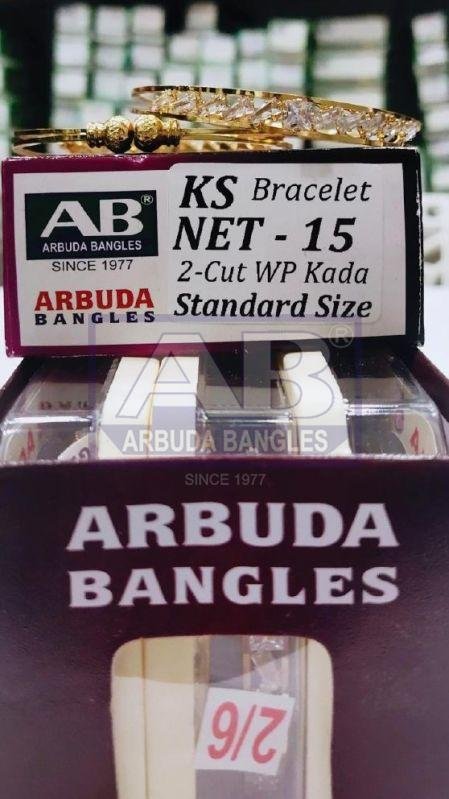 AB®
ARBUDA BANGLES
SINCE 1977
ARBUDA
BANGLES
KS Bracelet
NET - 15
2-Cut WP Kada
Standard Size
AB®
ARBUDA BANGLES
SINCE 1977
ARBUDA
BANGLES
2/6